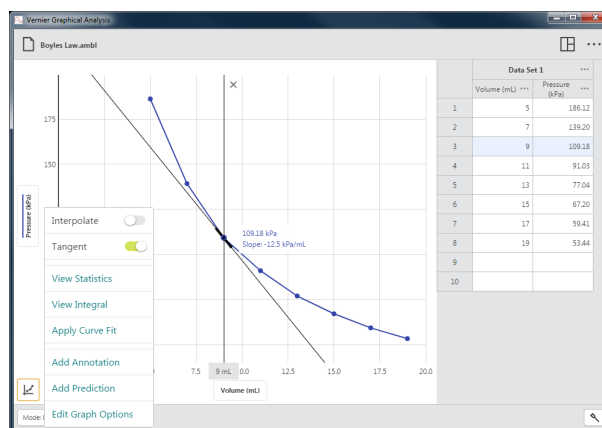 Vernier Graphical Analysis
Boyles Law.ambl
Data Set 1
Volume (mL)
Pressure (kPa)
1 5 186.12
2 7 139.20
3 9 109.18
4 11 91.03
5 13 77.04
6 15 67.20
7 17 59.41
8 19 53.44
9
10
175
150
Pressure (kPa)
109.18 kPa
Slope: -12.5 kPa/mL
Interpolate
Tangent
View Statistics
View Integral
Apply Curve Fit
Add Annotation
Add Prediction
Edit Graph Options
7.5 9 mL 0.0 12.5 15.0 17.5 20.0
Volume (mL)
Mode: